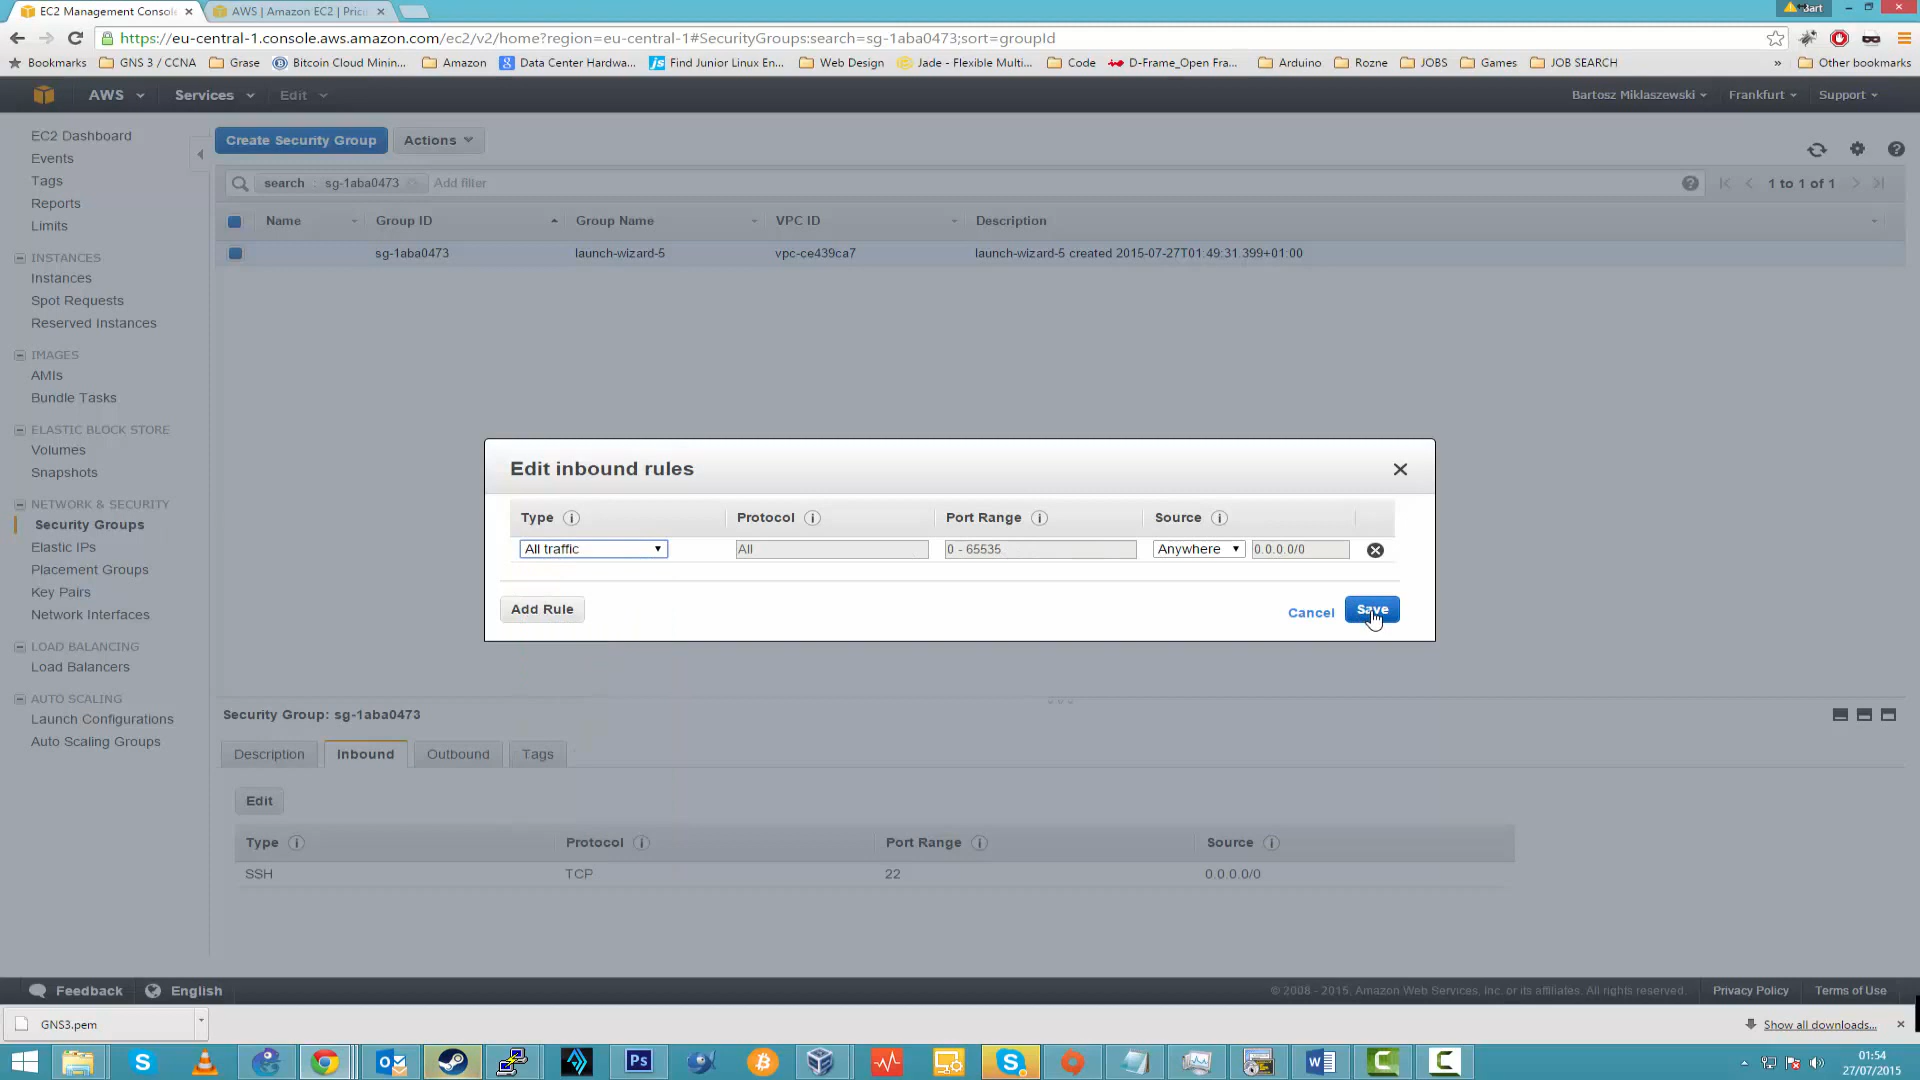 EC2 Management Consol
AWS | Amazon EC2 | Price
Bart
https://eu-central-1.console.aws.amazon.com/ec2/v2/home?region=eu-central-1#SecurityGroups:search=sg-1aba0473;sort=groupId
Bookmarks GNS 3 / CCNA Grase Bitcoin Cloud Minin... Amazon Data Center Hardwa... Find Junior Linux En... Web Design Jade - Flexible Multi... Code D-Frame_Open Fra... Arduino Rozne JOBS Games JOB SEARCH » Other bookmarks
AWS Services Edit Bartosz Miklaszewski Frankfurt Support
EC2 Dashboard
Events
Tags
Reports
Limits
INSTANCES
Instances
Spot Requests
Reserved Instances
IMAGES
AMIs
Bundle Tasks
ELASTIC BLOCK STORE
Volumes
Snapshots
NETWORK & SECURITY
Security Groups
Elastic IPs
Placement Groups
Key Pairs
Network Interfaces
LOAD BALANCING
Load Balancers
AUTO SCALING
Launch Configurations
Auto Scaling Groups
Create Security Group Actions
search : sg-1aba0473 Add filter 1 to 1 of 1
Name Group ID Group Name VPC ID Description
sg-1aba0473 launch-wizard-5 vpc-ce439ca7 launch-wizard-5 created 2015-07-27T01:49:31.399+01:00
Edit inbound rules
Type Protocol Port Range Source
All traffic All 0 - 65535 Anywhere 0.0.0.0/0
Add Rule Cancel Save
Security Group: sg-1aba0473
Description Inbound Outbound Tags
Edit
Type Protocol Port Range Source
SSH TCP 22 0.0.0.0/0
Feedback English © 2008 - 2015, Amazon Web Services, Inc. or its affiliates. All rights reserved. Privacy Policy Terms of Use
GNS3.pem Show all downloads...
01:54
27/07/2015